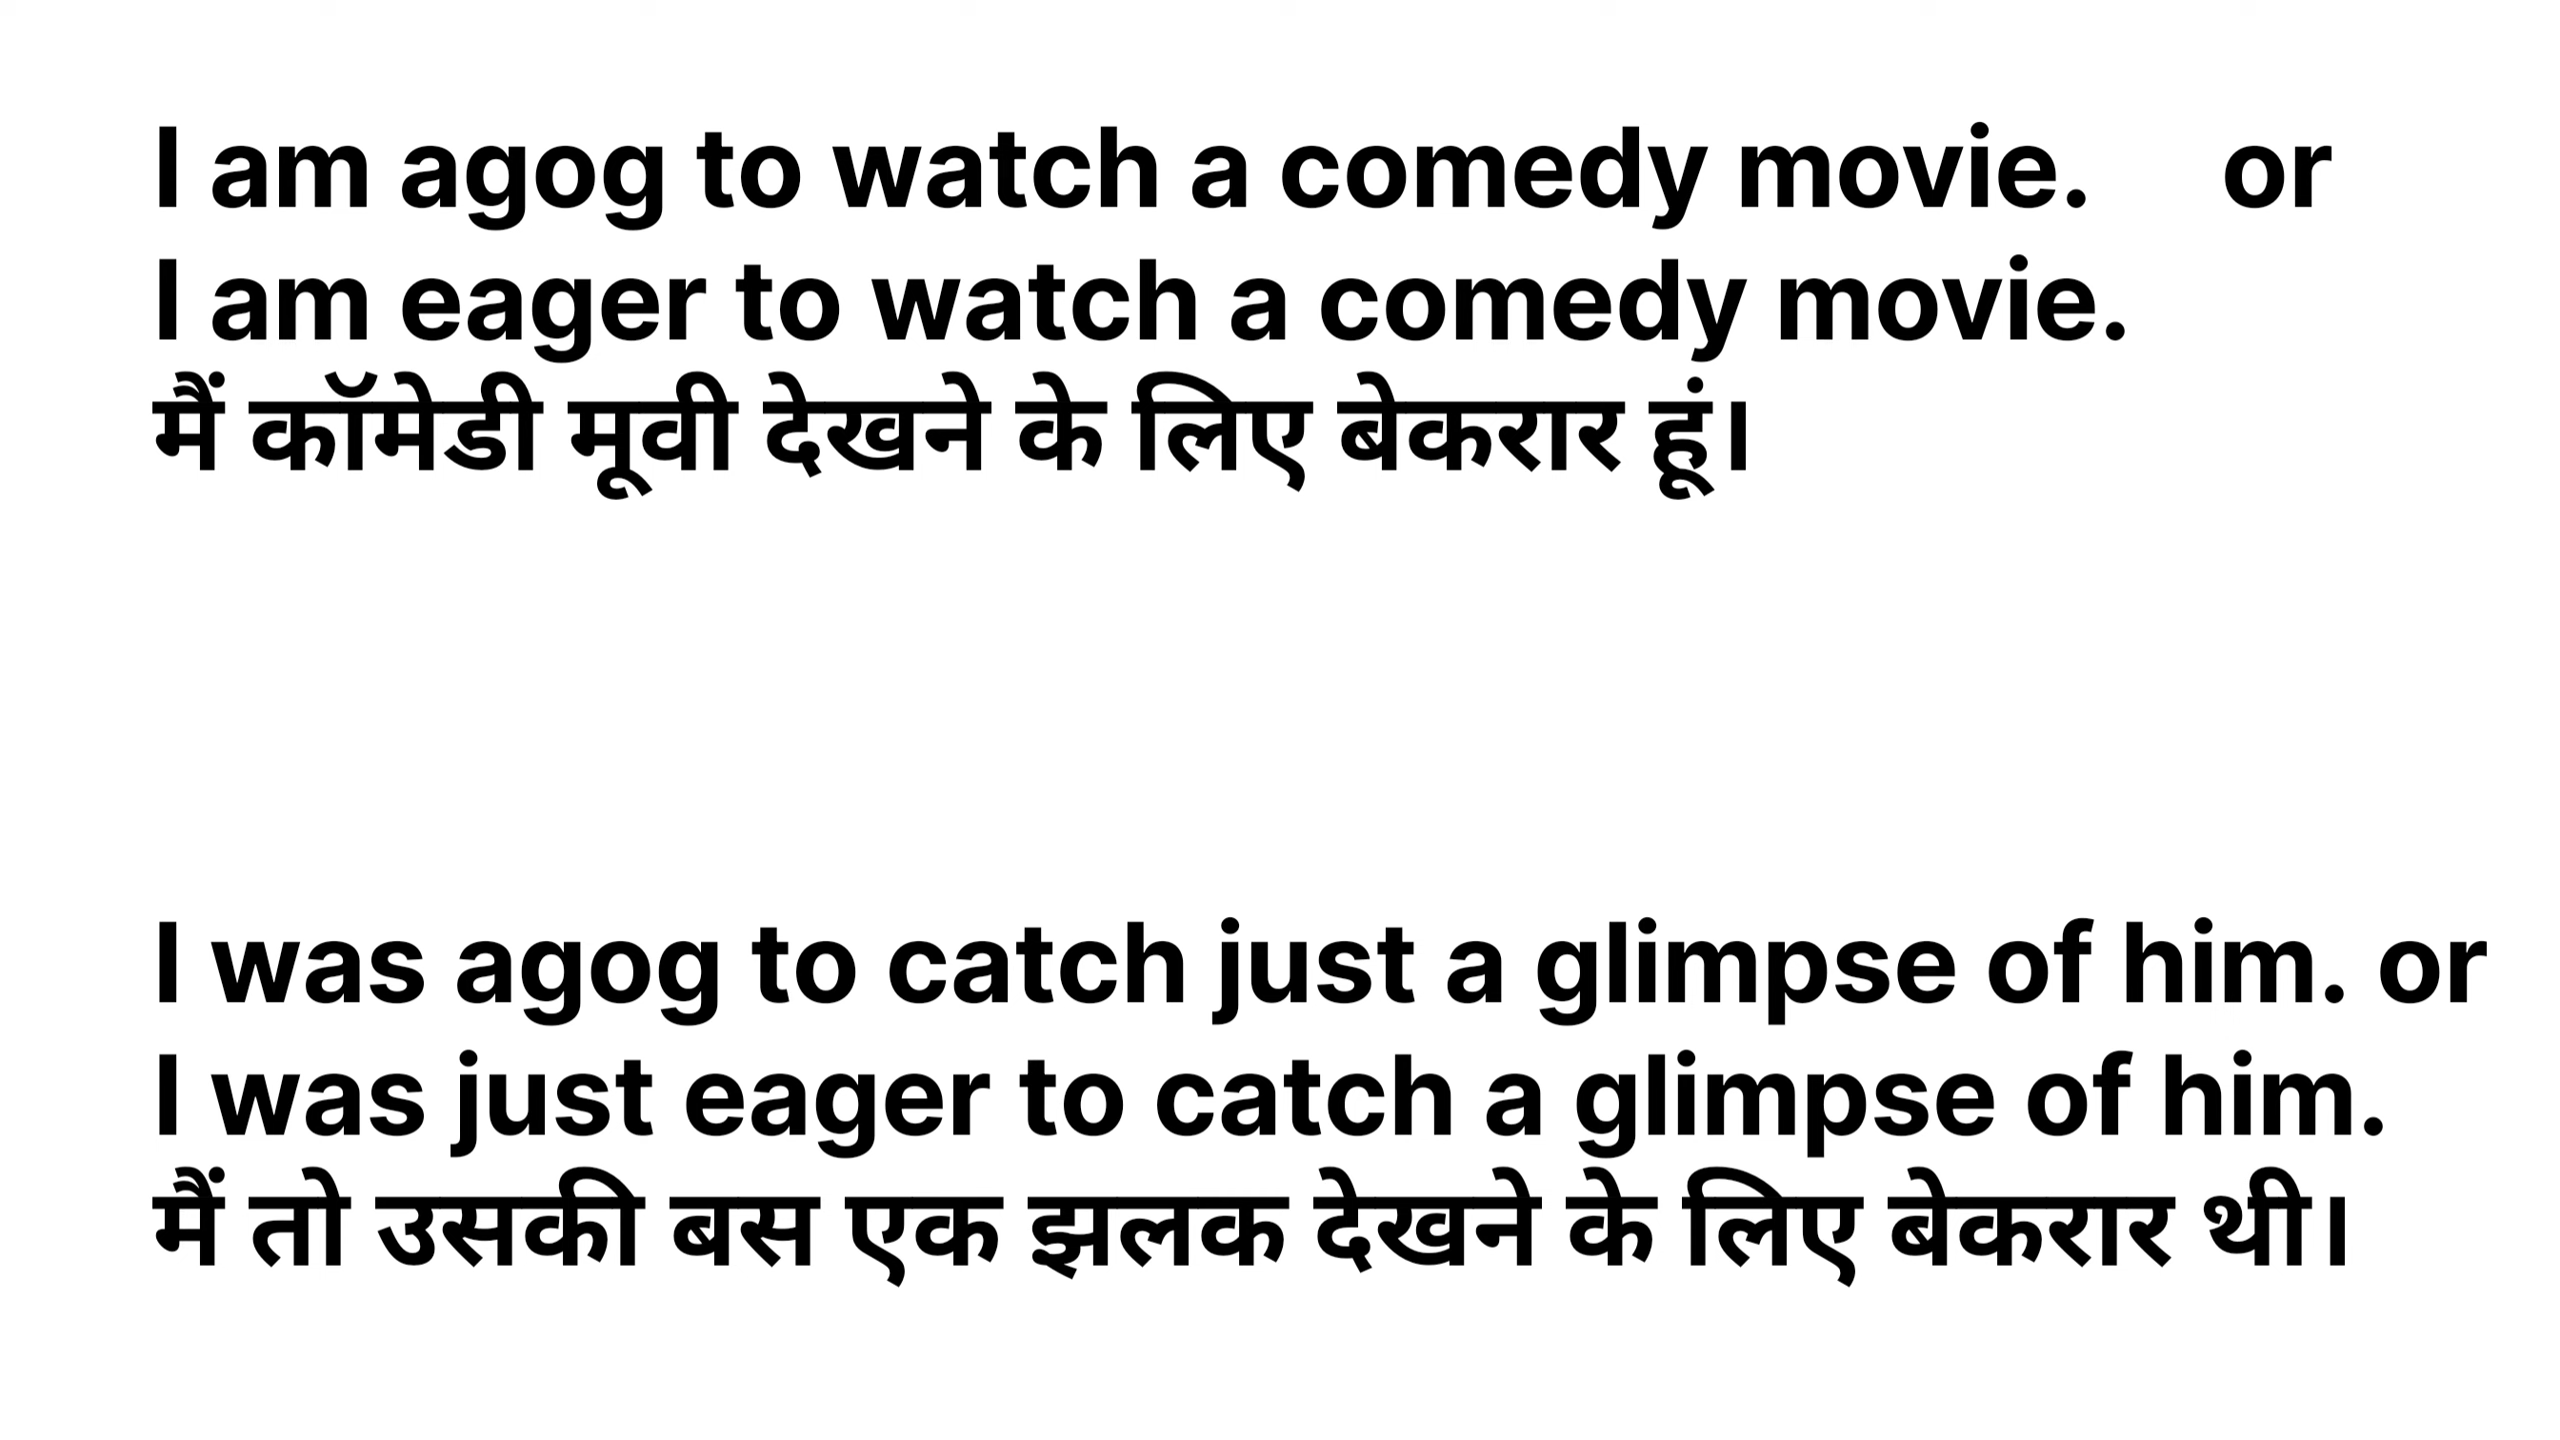 I am agog to watch a comedy movie. or
I am eager to watch a comedy movie.
मैं कॉमेडी मूवी देखने के लिए बेकरार हूं।
I was agog to catch just a glimpse of him. or
I was just eager to catch a glimpse of him.
मैं तो उसकी बस एक झलक देखने के लिए बेकरार थी।